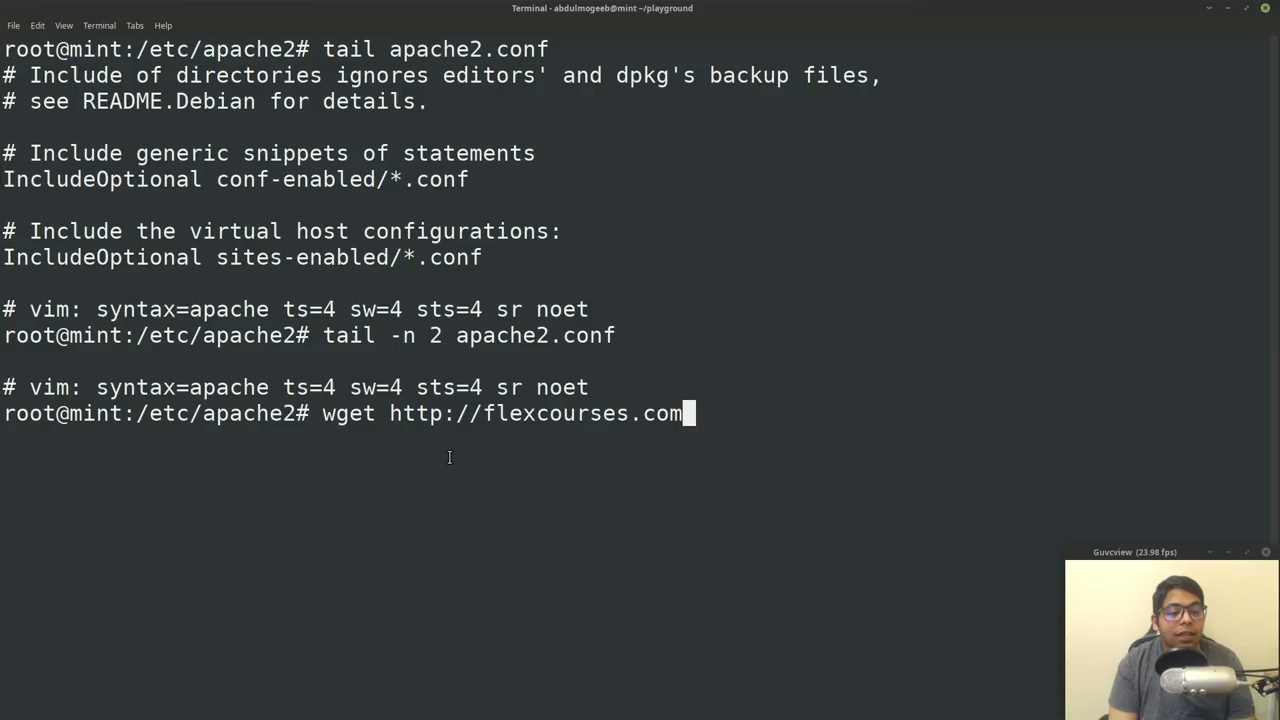 Terminal - abdulmogeeb@mint ~/playground
File Edit View Terminal Tabs Help
root@mint:/etc/apache2# tail apache2.conf
# Include of directories ignores editors' and dpkg's backup files,
# see README.Debian for details.
# Include generic snippets of statements
IncludeOptional conf-enabled/*.conf
# Include the virtual host configurations:
IncludeOptional sites-enabled/*.conf
# vim: syntax=apache ts=4 sw=4 sts=4 sr noet
root@mint:/etc/apache2# tail -n 2 apache2.conf
# vim: syntax=apache ts=4 sw=4 sts=4 sr noet
root@mint:/etc/apache2# wget http://flexcourses.com
Guvcview (23.98 fps)